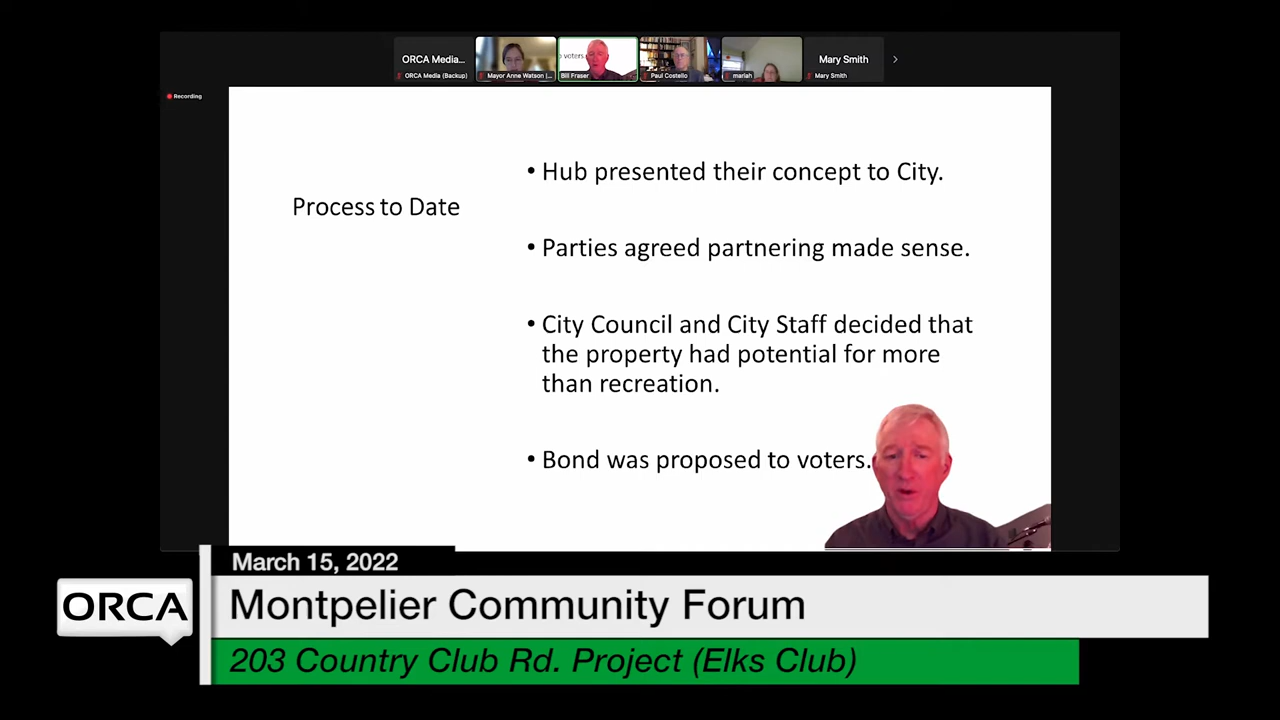 ORCA Media...
ORCA Media (Backup)
Mayor Anne Watson |...
o voters
Bill Fraser
Paul Costello
mariah
Mary Smith
Mary Smith
Recording
Process to Date
• Hub presented their concept to City.
• Parties agreed partnering made sense.
• City Council and City Staff decided that
the property had potential for more
than recreation.
• Bond was proposed to voters.
March 15, 2022
ORCA
Montpelier Community Forum
203 Country Club Rd. Project (Elks Club)